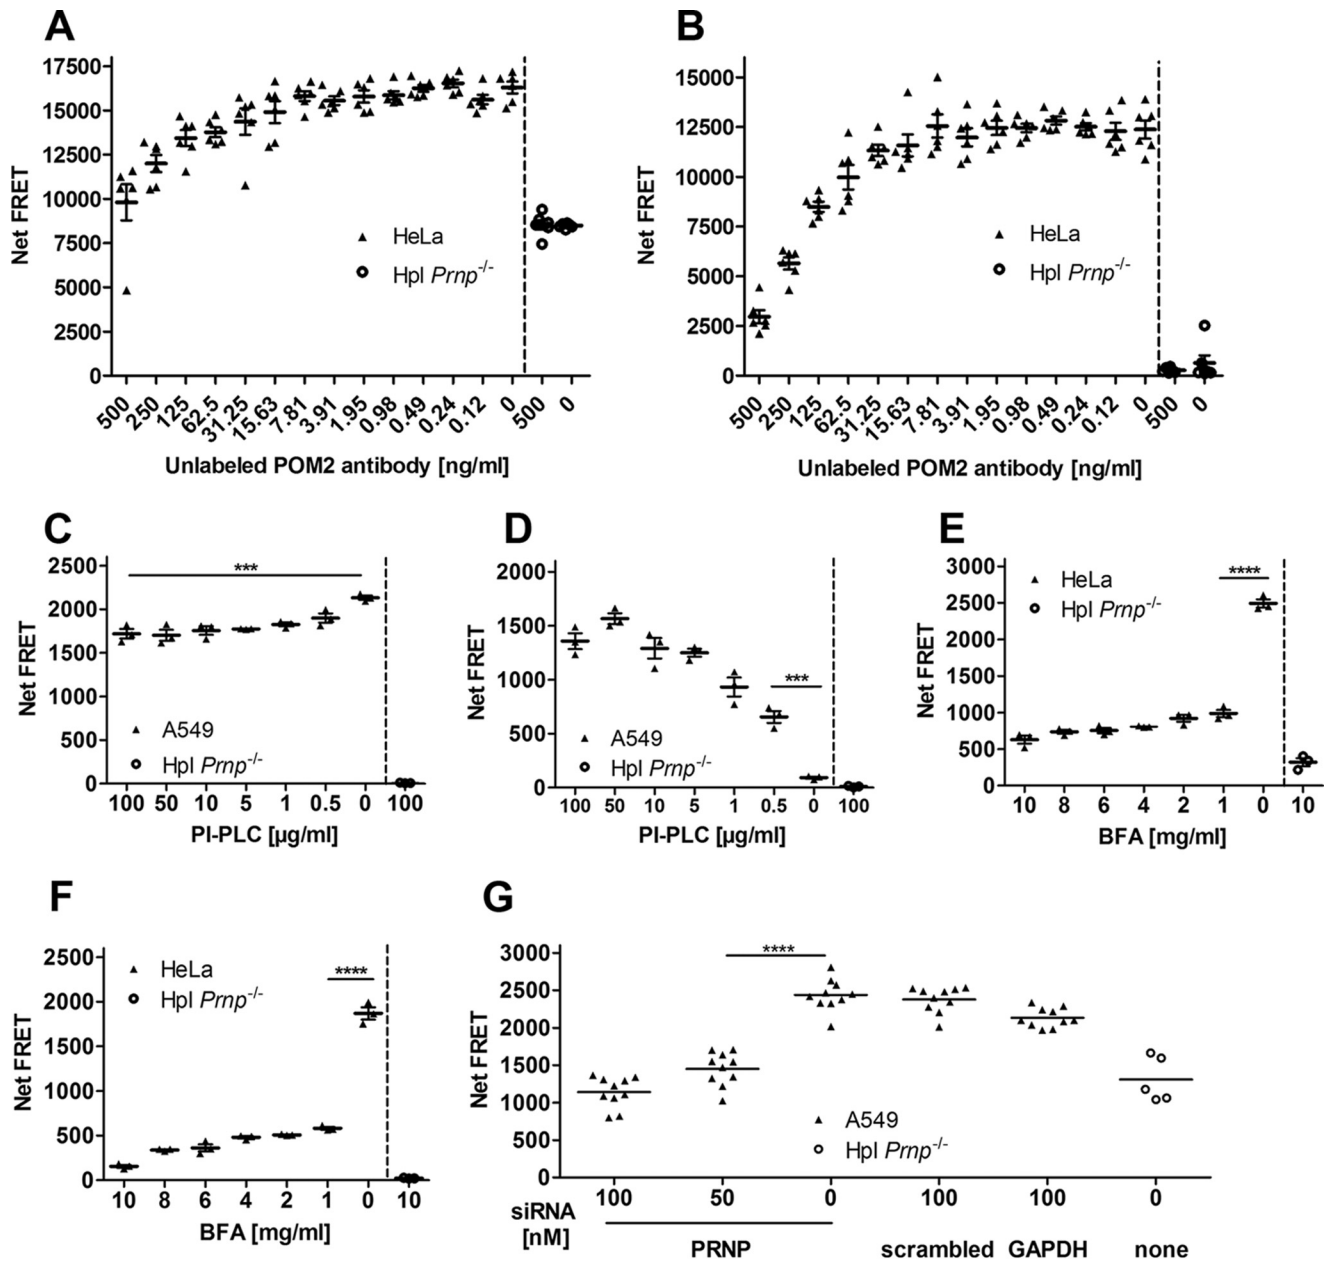 A
Net FRET
17500
15000
12500
10000
7500
5000
2500
0
HeLa
Hpl Prnp-/-
500 250 125 62.5 31.25 15.63 7.81 3.91 1.95 0.98 0.49 0.24 0.12 0 500 0
Unlabeled POM2 antibody [ng/ml]
B
Net FRET
15000
12500
10000
7500
5000
2500
0
HeLa
Hpl Prnp-/-
500 250 125 62.5 31.25 15.63 7.81 3.91 1.95 0.98 0.49 0.24 0.12 0 500 0
Unlabeled POM2 antibody [ng/ml]
C
Net FRET
2500
2000
1500
1000
500
0
***
A549
Hpl Prnp-/-
100 50 10 5 1 0.5 0 100
PI-PLC [µg/ml]
D
Net FRET
2000
1500
1000
500
0
***
A549
Hpl Prnp-/-
100 50 10 5 1 0.5 0 100
PI-PLC [µg/ml]
E
Net FRET
3000
2500
2000
1500
1000
500
0
HeLa
Hpl Prnp-/-
****
10 8 6 4 2 1 0 10
BFA [mg/ml]
F
Net FRET
2500
2000
1500
1000
500
0
HeLa
Hpl Prnp-/-
****
10 8 6 4 2 1 0 10
BFA [mg/ml]
G
Net FRET
3000
2500
2000
1500
1000
500
0
****
A549
Hpl Prnp-/-
siRNA
[nM]
100 50 0 100 100 0
PRNP scrambled GAPDH none